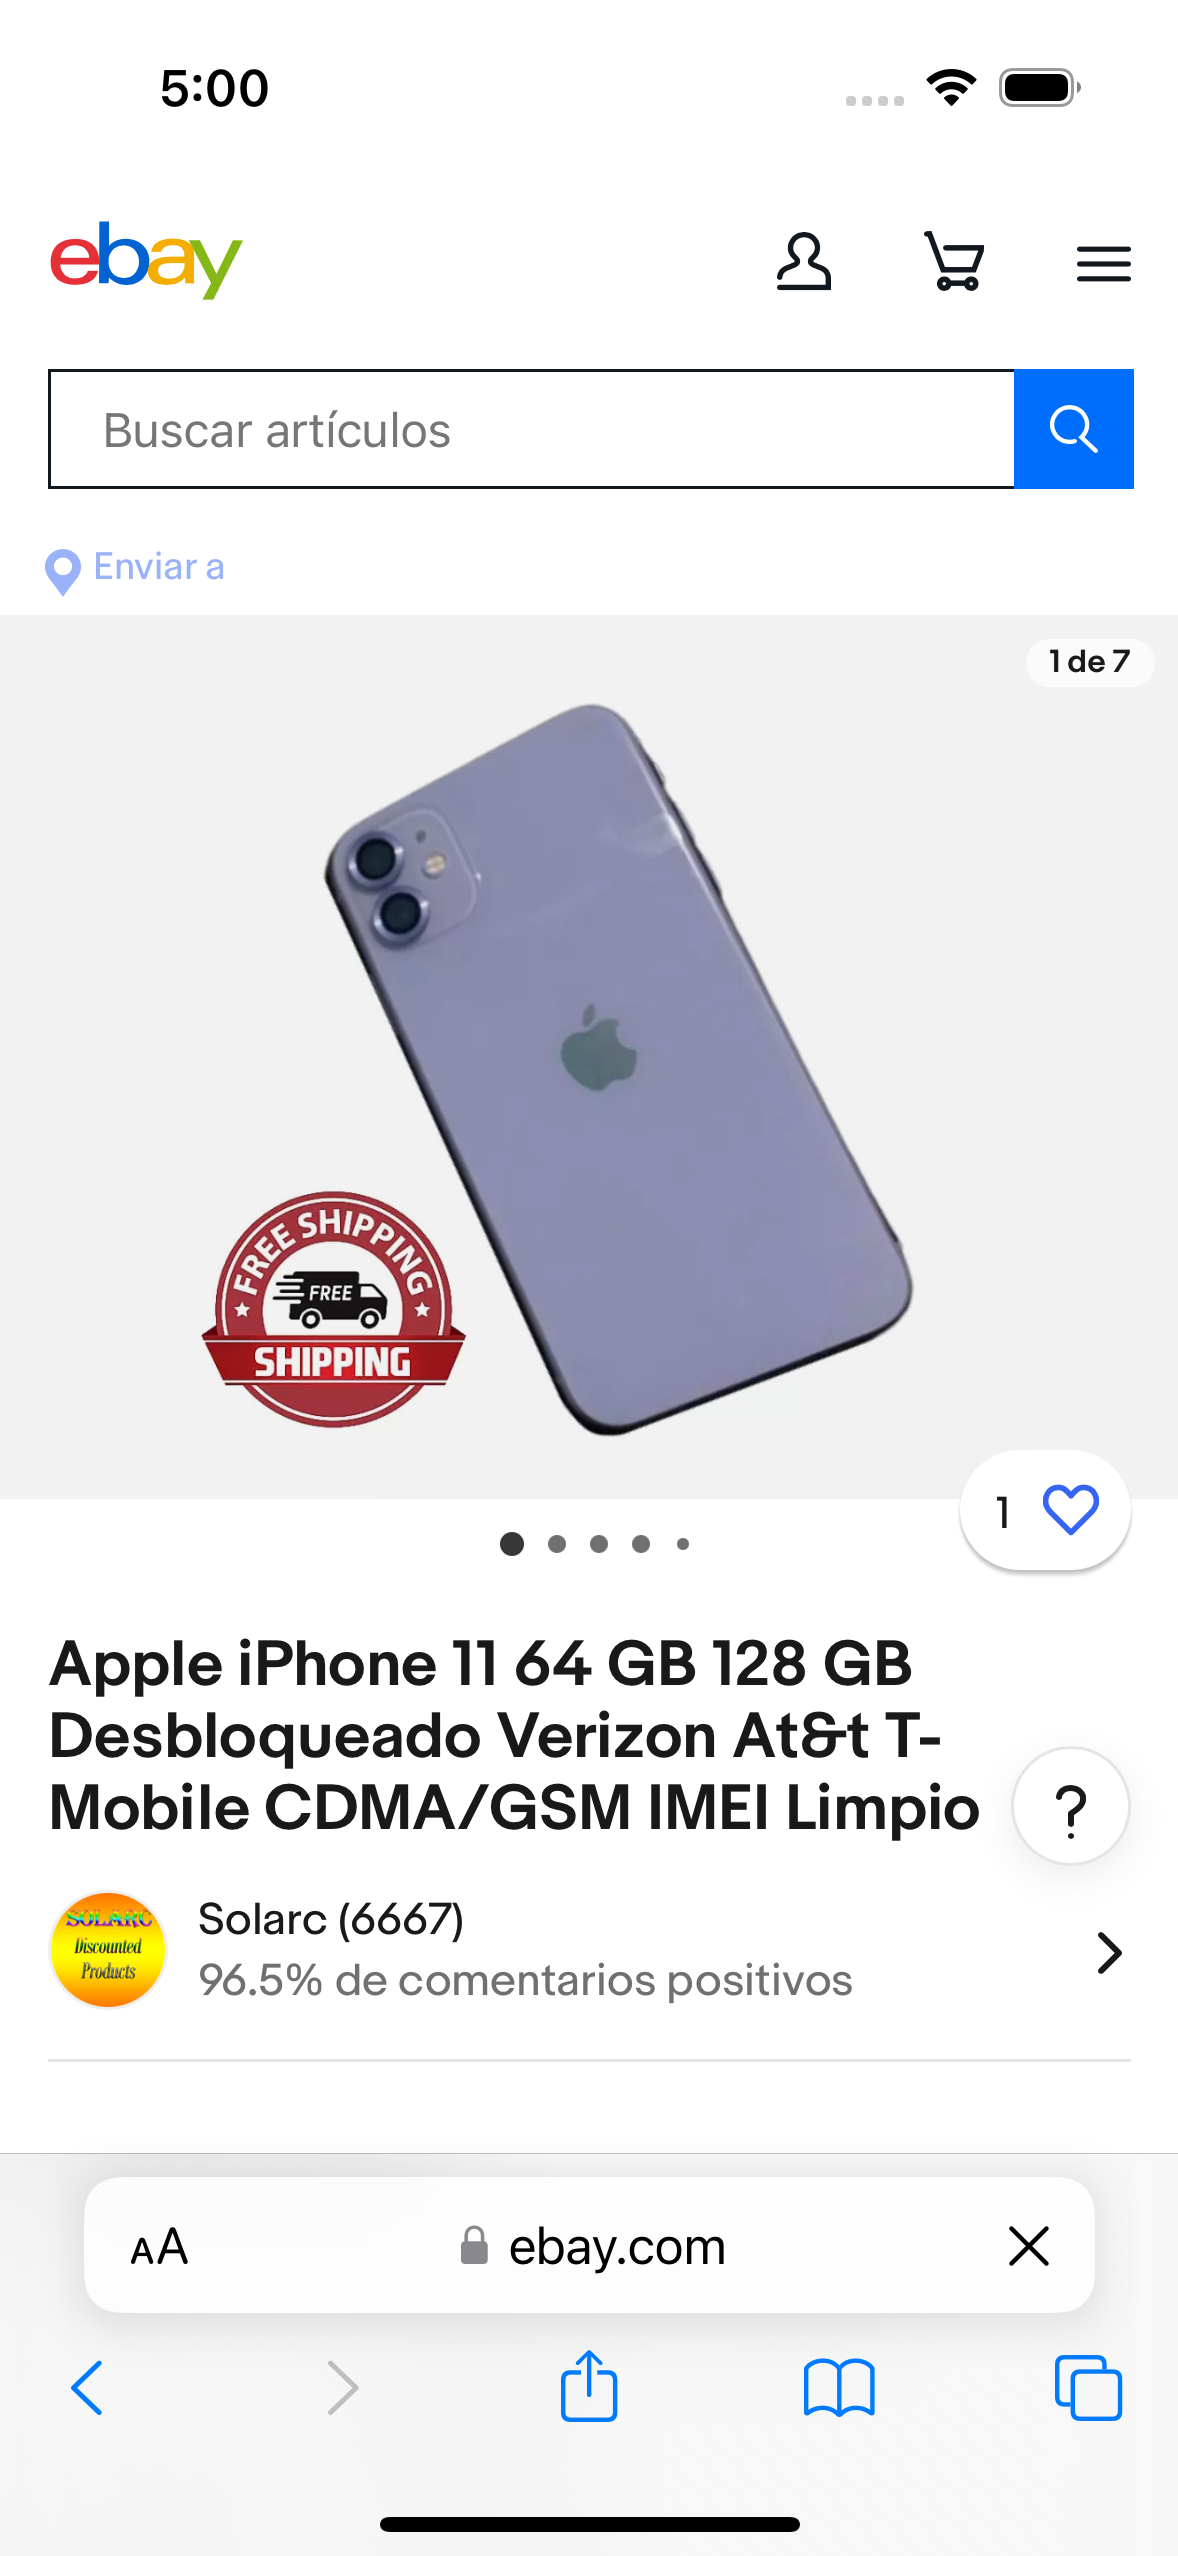 5:00
ebay
Buscar artículos
Enviar a
1 de 7
FREE SHIPPING
FREE
SHIPPING
1
Apple iPhone 11 64 GB 128 GB
Desbloqueado Verizon At&t T-
Mobile CDMA/GSM IMEI Limpio
?
SOLARC
Discounted
Products
Solarc (6667)
96.5% de comentarios positivos
AA
ebay.com